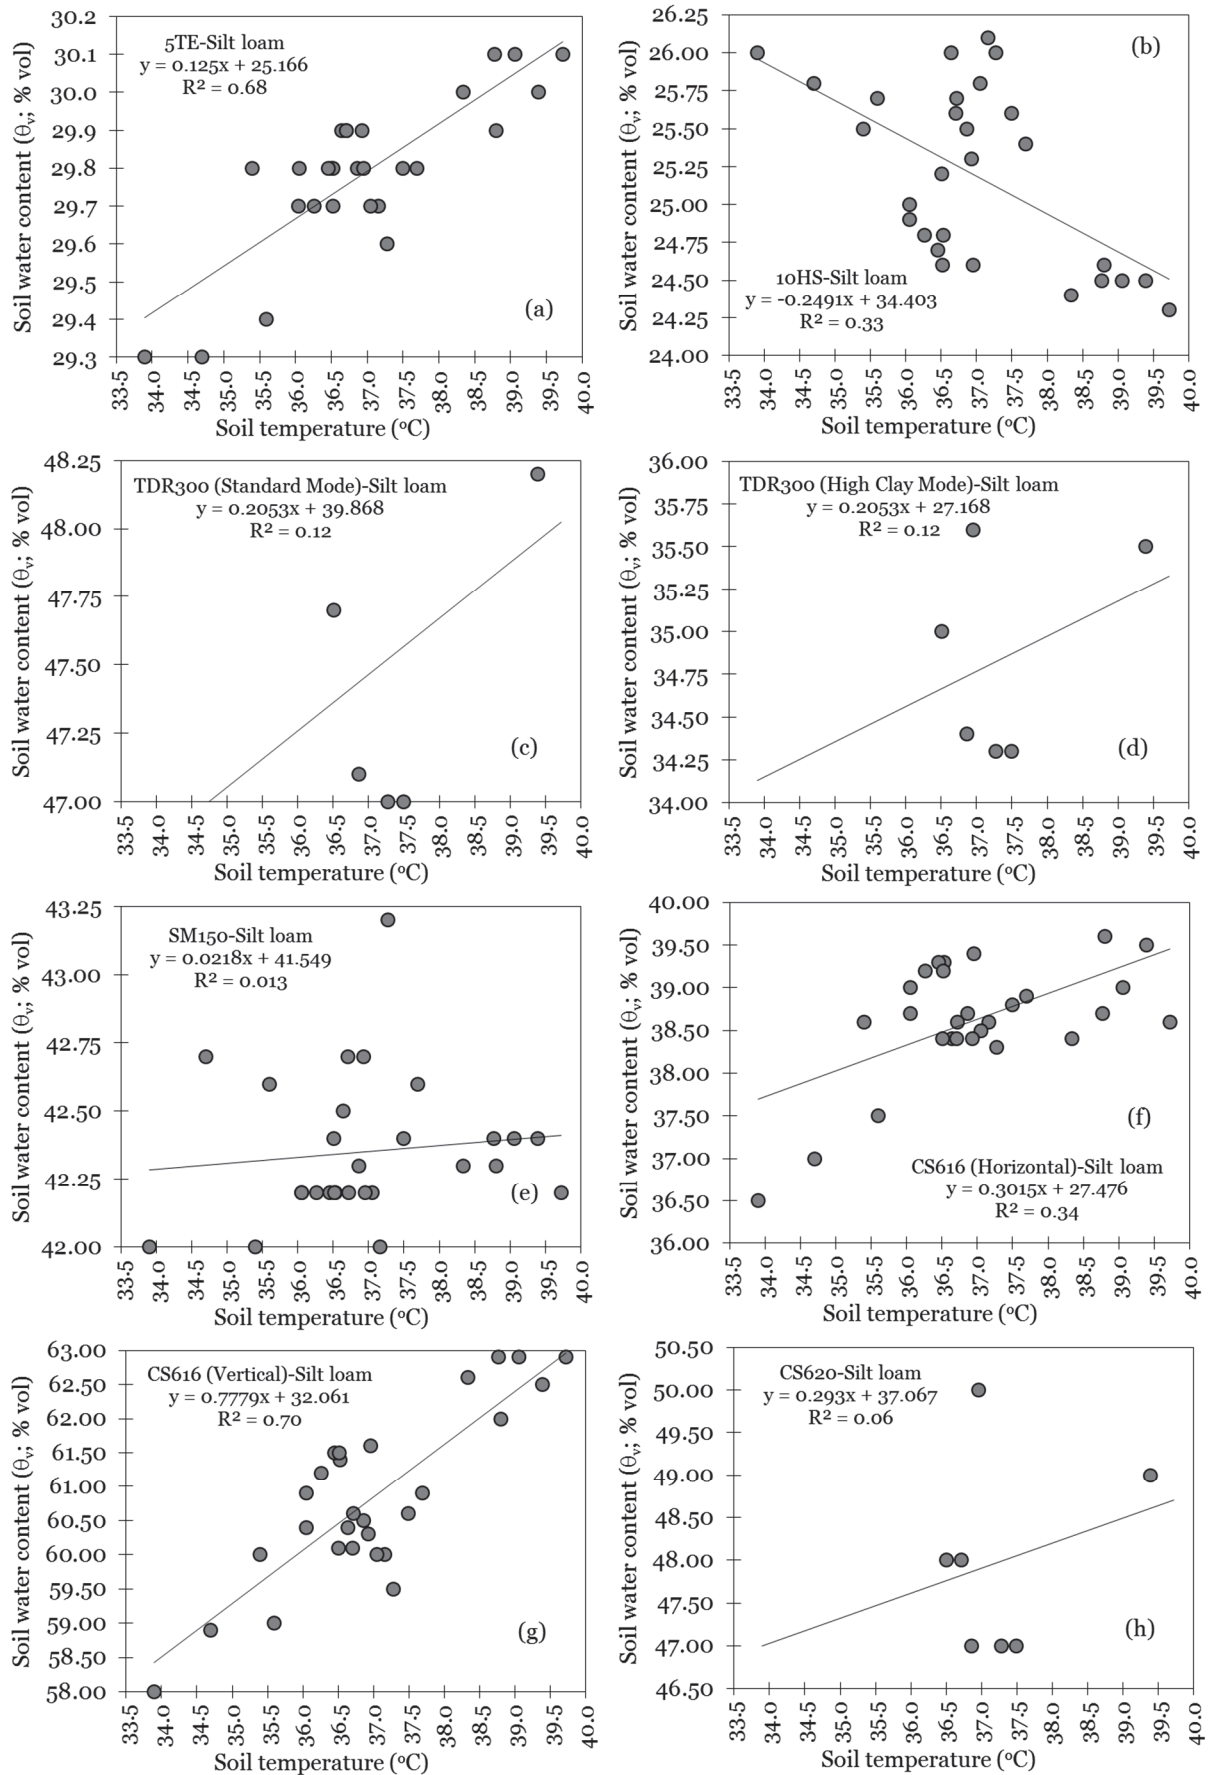 30.2
30.1
30.0
29.9
29.8
29.7
29.6
29.5
29.4
29.3
Soil water content (θv; % vol)
5TE-Silt loam
y = 0.125x + 25.166
R² = 0.68
(a)
33.5 34.0 34.5 35.0 35.5 36.0 36.5 37.0 37.5 38.0 38.5 39.0 39.5 40.0
Soil temperature (ºC)
26.25
26.00
25.75
25.50
25.25
25.00
24.75
24.50
24.25
24.00
Soil water content (θv; % vol)
(b)
10HS-Silt loam
y = -0.2491x + 34.403
R² = 0.33
33.5 34.0 34.5 35.0 35.5 36.0 36.5 37.0 37.5 38.0 38.5 39.0 39.5 40.0
Soil temperature (ºC)
48.25
48.00
47.75
47.50
47.25
47.00
Soil water content (θv; % vol)
TDR300 (Standard Mode)-Silt loam
y = 0.2053x + 39.868
R² = 0.12
(c)
33.5 34.0 34.5 35.0 35.5 36.0 36.5 37.0 37.5 38.0 38.5 39.0 39.5 40.0
Soil temperature (ºC)
36.00
35.75
35.50
35.25
35.00
34.75
34.50
34.25
34.00
Soil water content (θv; % vol)
TDR300 (High Clay Mode)-Silt loam
y = 0.2053x + 27.168
R² = 0.12
(d)
33.5 34.0 34.5 35.0 35.5 36.0 36.5 37.0 37.5 38.0 38.5 39.0 39.5 40.0
Soil temperature (ºC)
43.25
43.00
42.75
42.50
42.25
42.00
Soil water content (θv; % vol)
SM150-Silt loam
y = 0.0218x + 41.549
R² = 0.013
(e)
33.5 34.0 34.5 35.0 35.5 36.0 36.5 37.0 37.5 38.0 38.5 39.0 39.5 40.0
Soil temperature (ºC)
40.00
39.50
39.00
38.50
38.00
37.50
37.00
36.50
36.00
Soil water content (θv; % vol)
(f)
CS616 (Horizontal)-Silt loam
y = 0.3015x + 27.476
R² = 0.34
33.5 34.0 34.5 35.0 35.5 36.0 36.5 37.0 37.5 38.0 38.5 39.0 39.5 40.0
Soil temperature (ºC)
63.00
62.50
62.00
61.50
61.00
60.50
60.00
59.50
59.00
58.50
58.00
Soil water content (θv; % vol)
CS616 (Vertical)-Silt loam
y = 0.7779x + 32.061
R² = 0.70
(g)
33.5 34.0 34.5 35.0 35.5 36.0 36.5 37.0 37.5 38.0 38.5 39.0 39.5 40.0
Soil temperature (ºC)
50.50
50.00
49.50
49.00
48.50
48.00
47.50
47.00
46.50
Soil water content (θv; % vol)
CS620-Silt loam
y = 0.293x + 37.067
R² = 0.06
(h)
33.5 34.0 34.5 35.0 35.5 36.0 36.5 37.0 37.5 38.0 38.5 39.0 39.5 40.0
Soil temperature (ºC)